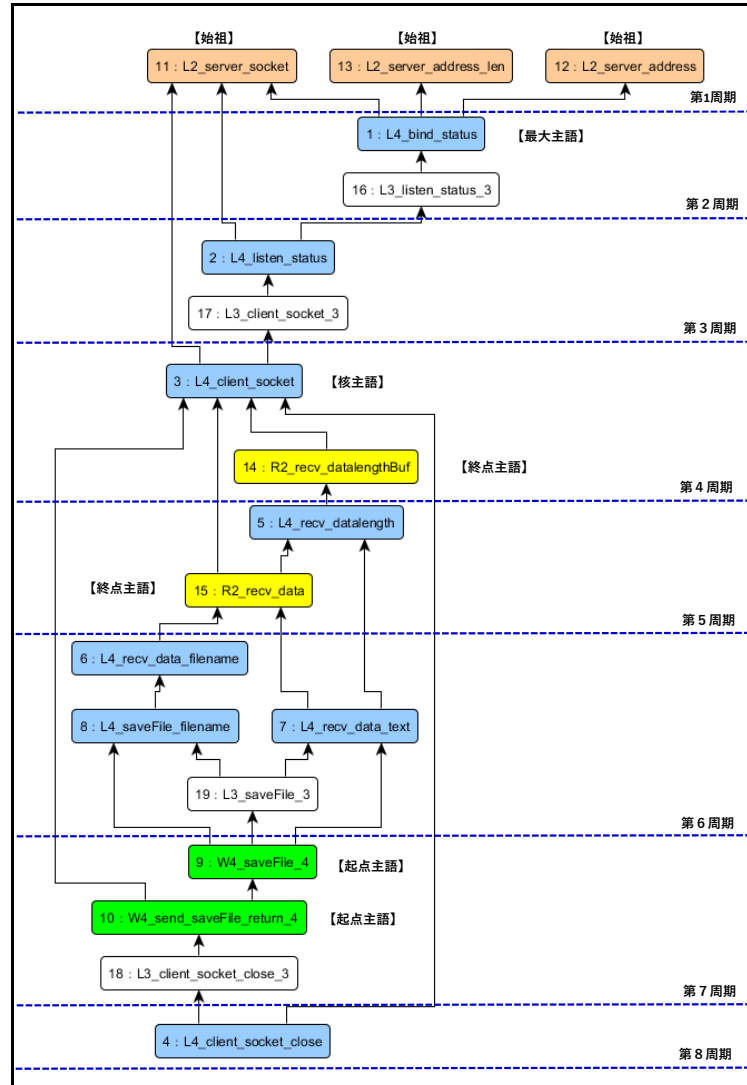 【始祖】 【始祖】 【始祖】
11：L2_server_socket 13：L2_server_address_len 12：L2_server_address
第1周期
1：L4_bind_status 【最大主語】
16：L3_listen_status_3
第２周期
2：L4_listen_status
17：L3_client_socket_3
第３周期
3：L4_client_socket 【核主語】
14：R2_recv_datalengthBuf 【終点主語】
第４周期
5：L4_recv_datalength
【終点主語】 15：R2_recv_data
第５周期
6：L4_recv_data_filename
8：L4_saveFile_filename 7：L4_recv_data_text
19：L3_saveFile_3
第６周期
9：W4_saveFile_4 【起点主語】
10：W4_send_saveFile_return_4 【起点主語】
18：L3_client_socket_close_3
第７周期
4：L4_client_socket_close
第８周期